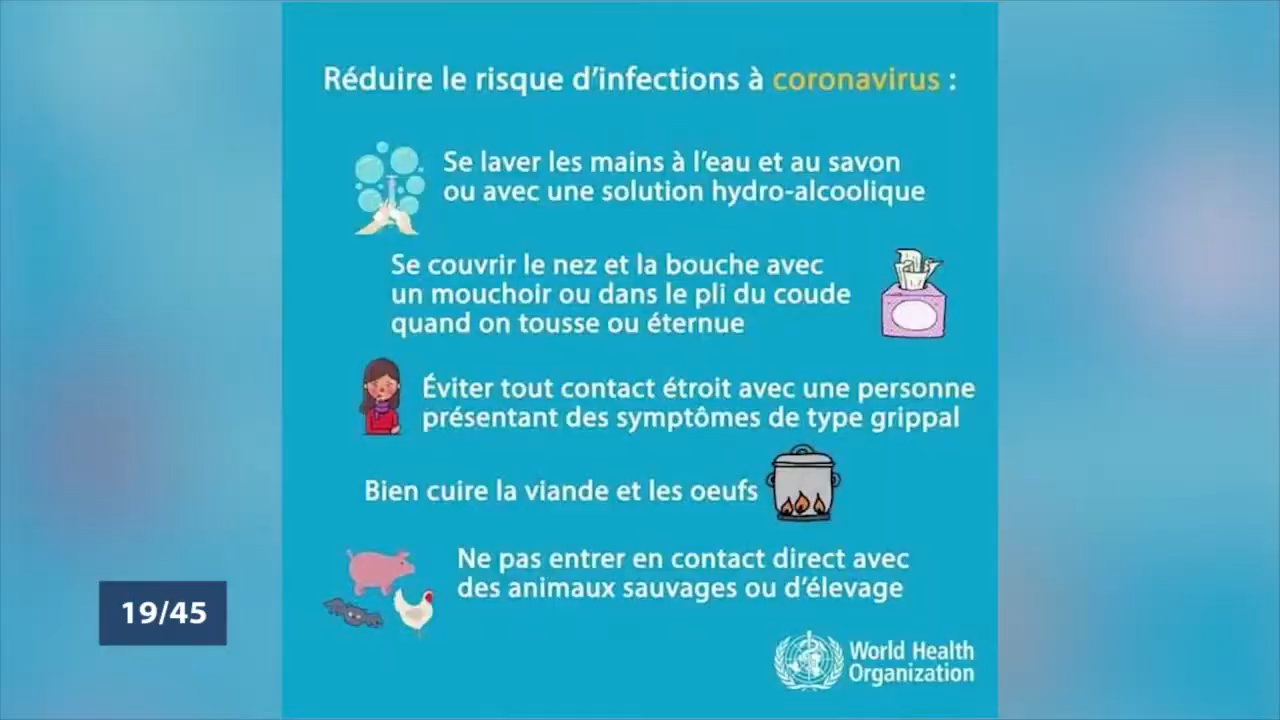 Réduire le risque d'infections à coronavirus :
Se laver les mains à l'eau et au savon
ou avec une solution hydro-alcoolique
Se couvrir le nez et la bouche avec
un mouchoir ou dans le pli du coude
quand on tousse ou éternue
Éviter tout contact étroit avec une personne
présentant des symptômes de type grippal
Bien cuire la viande et les oeufs
Ne pas entrer en contact direct avec
des animaux sauvages ou d'élevage
19/45
World Health
Organization